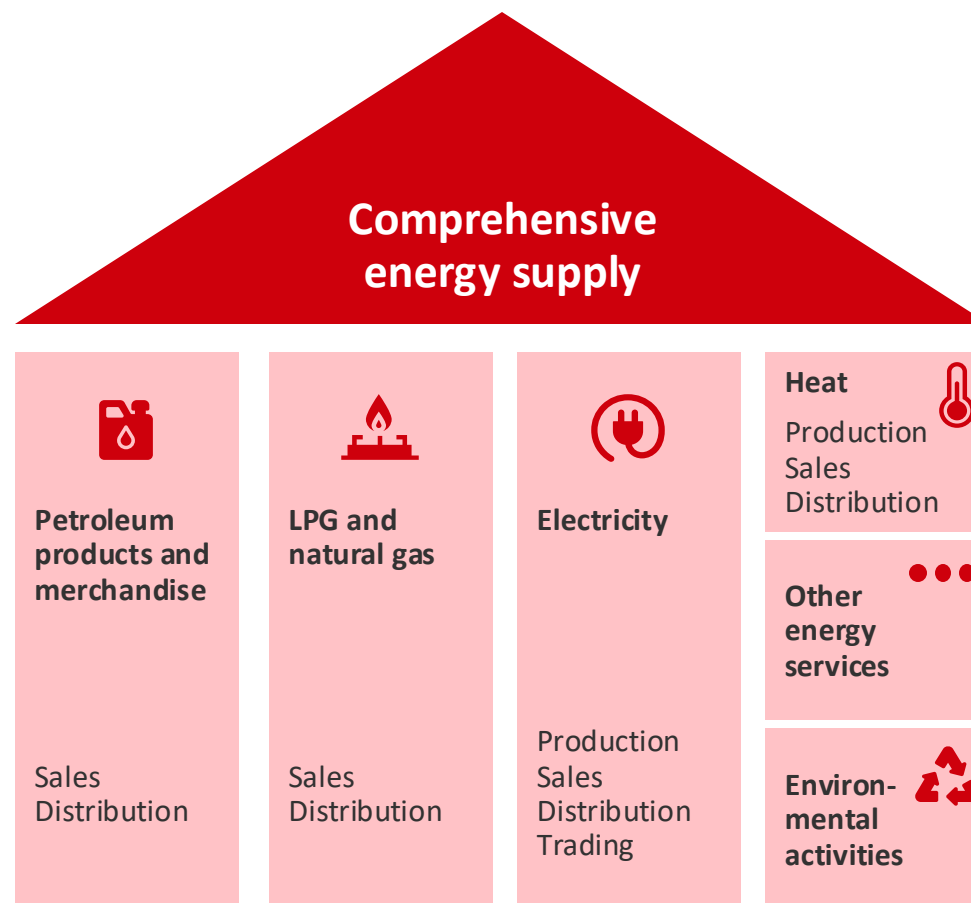 Comprehensive
energy supply
Petroleum
products and
merchandise
Sales
Distribution
LPG and
natural gas
Sales
Distribution
Electricity
Production
Sales
Distribution
Trading
Heat
Production
Sales
Distribution
Other
energy
services
Environ-
mental
activities